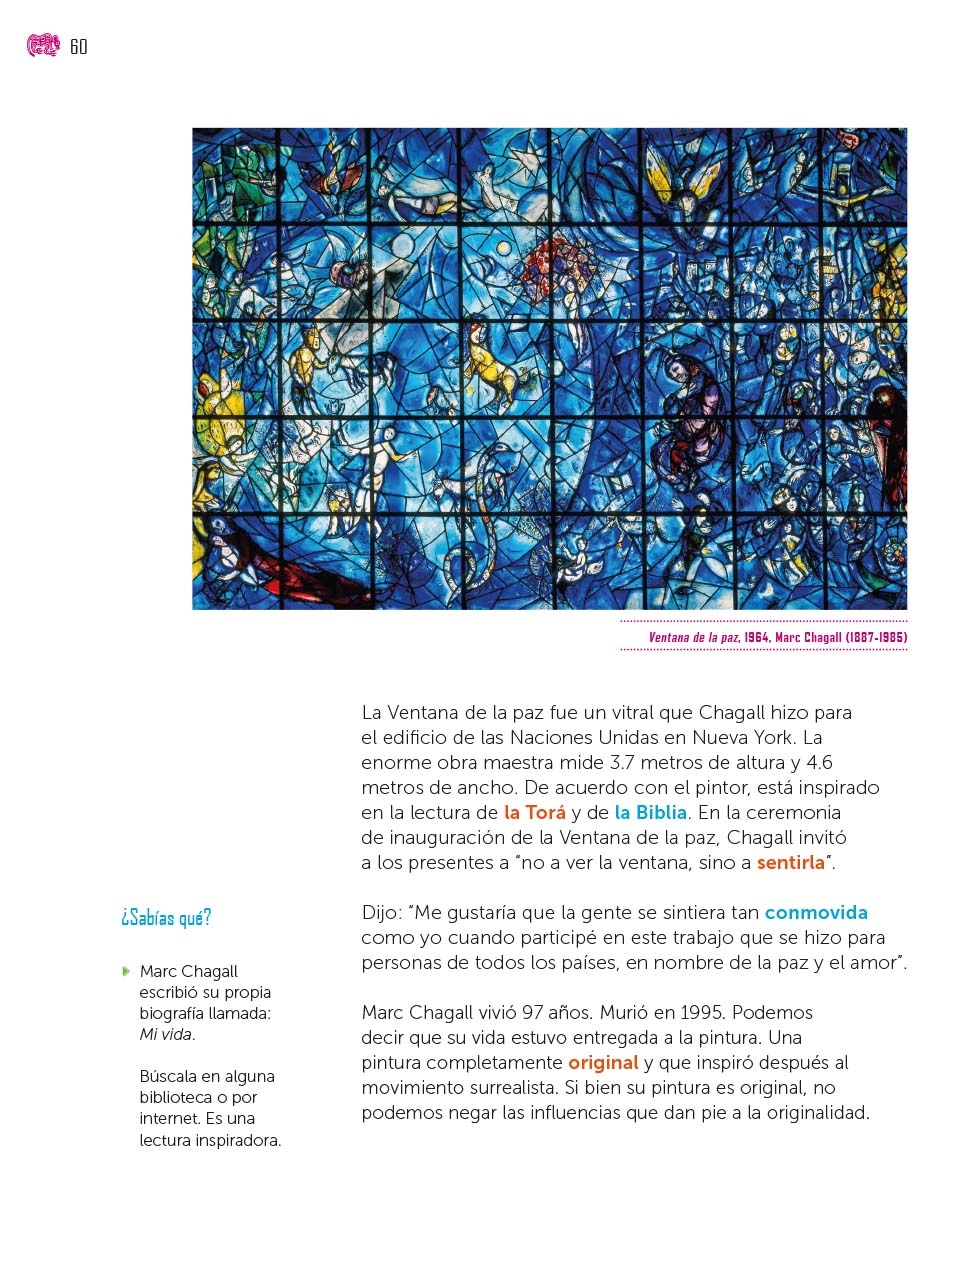 60
Ventana de la paz, 1964, Marc Chagall (1887-1985)
La Ventana de la paz fue un vitral que Chagall hizo para
el edificio de las Naciones Unidas en Nueva York. La
enorme obra maestra mide 3.7 metros de altura y 4.6
metros de ancho. De acuerdo con el pintor, está inspirado
en la lectura de la Torá y de la Biblia. En la ceremonia
de inauguración de la Ventana de la paz, Chagall invitó
a los presentes a “no a ver la ventana, sino a sentirla”.
Dijo: “Me gustaría que la gente se sintiera tan conmovida
como yo cuando participé en este trabajo que se hizo para
personas de todos los países, en nombre de la paz y el amor”.
Marc Chagall vivió 97 años. Murió en 1995. Podemos
decir que su vida estuvo entregada a la pintura. Una
pintura completamente original y que inspiró después al
movimiento surrealista. Si bien su pintura es original, no
podemos negar las influencias que dan pie a la originalidad.
¿Sabías qué?
Marc Chagall
escribió su propia
biografía llamada:
Mi vida.
Búscala en alguna
biblioteca o por
internet. Es una
lectura inspiradora.